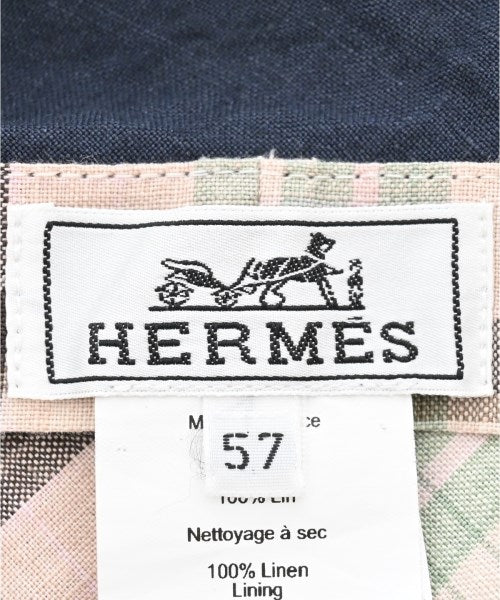 HERMÈS
57
100% Lin
Nettoyage à sec
100% Linen
Lining